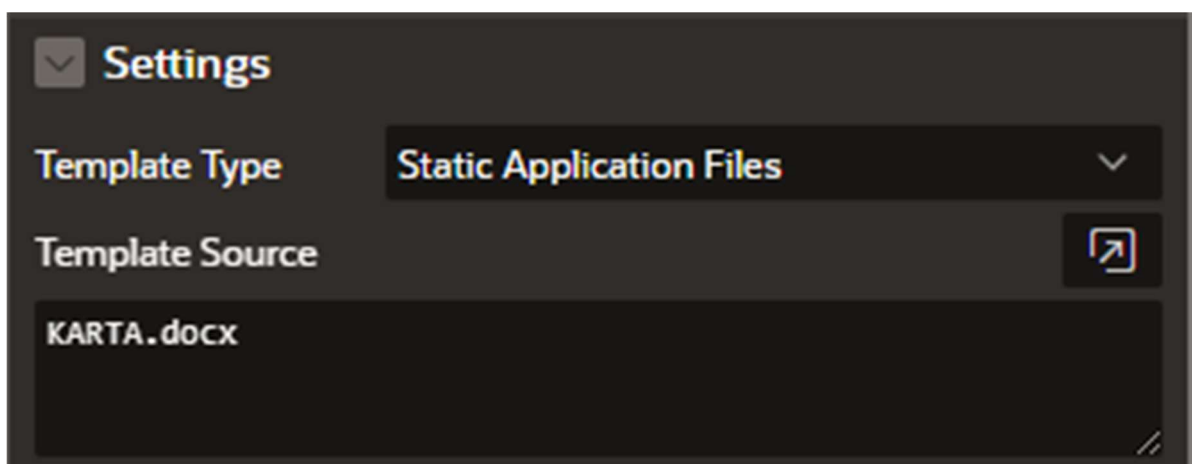 Settings
Template Type
Static Application Files
Template Source
KARTA.docx